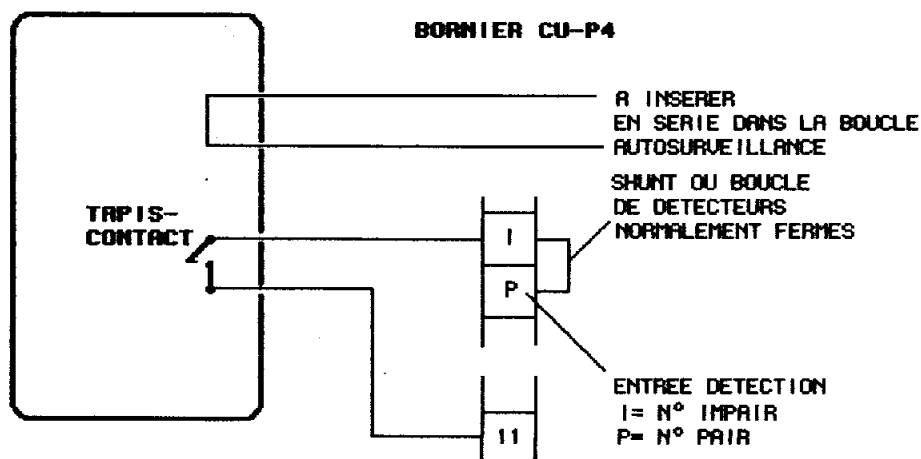 BORNIER CU-P4
A INSERER
EN SERIE DANS LA BOUCLE
AUTOSURVEILLANCE
SHUNT OU BOUCLE
DE DETECTEURS
NORMALEMENT FERMES
TAPIS-
CONTACT
I
P
ENTREE DETECTION
I= N° IMPAIR
P= N° PAIR
11